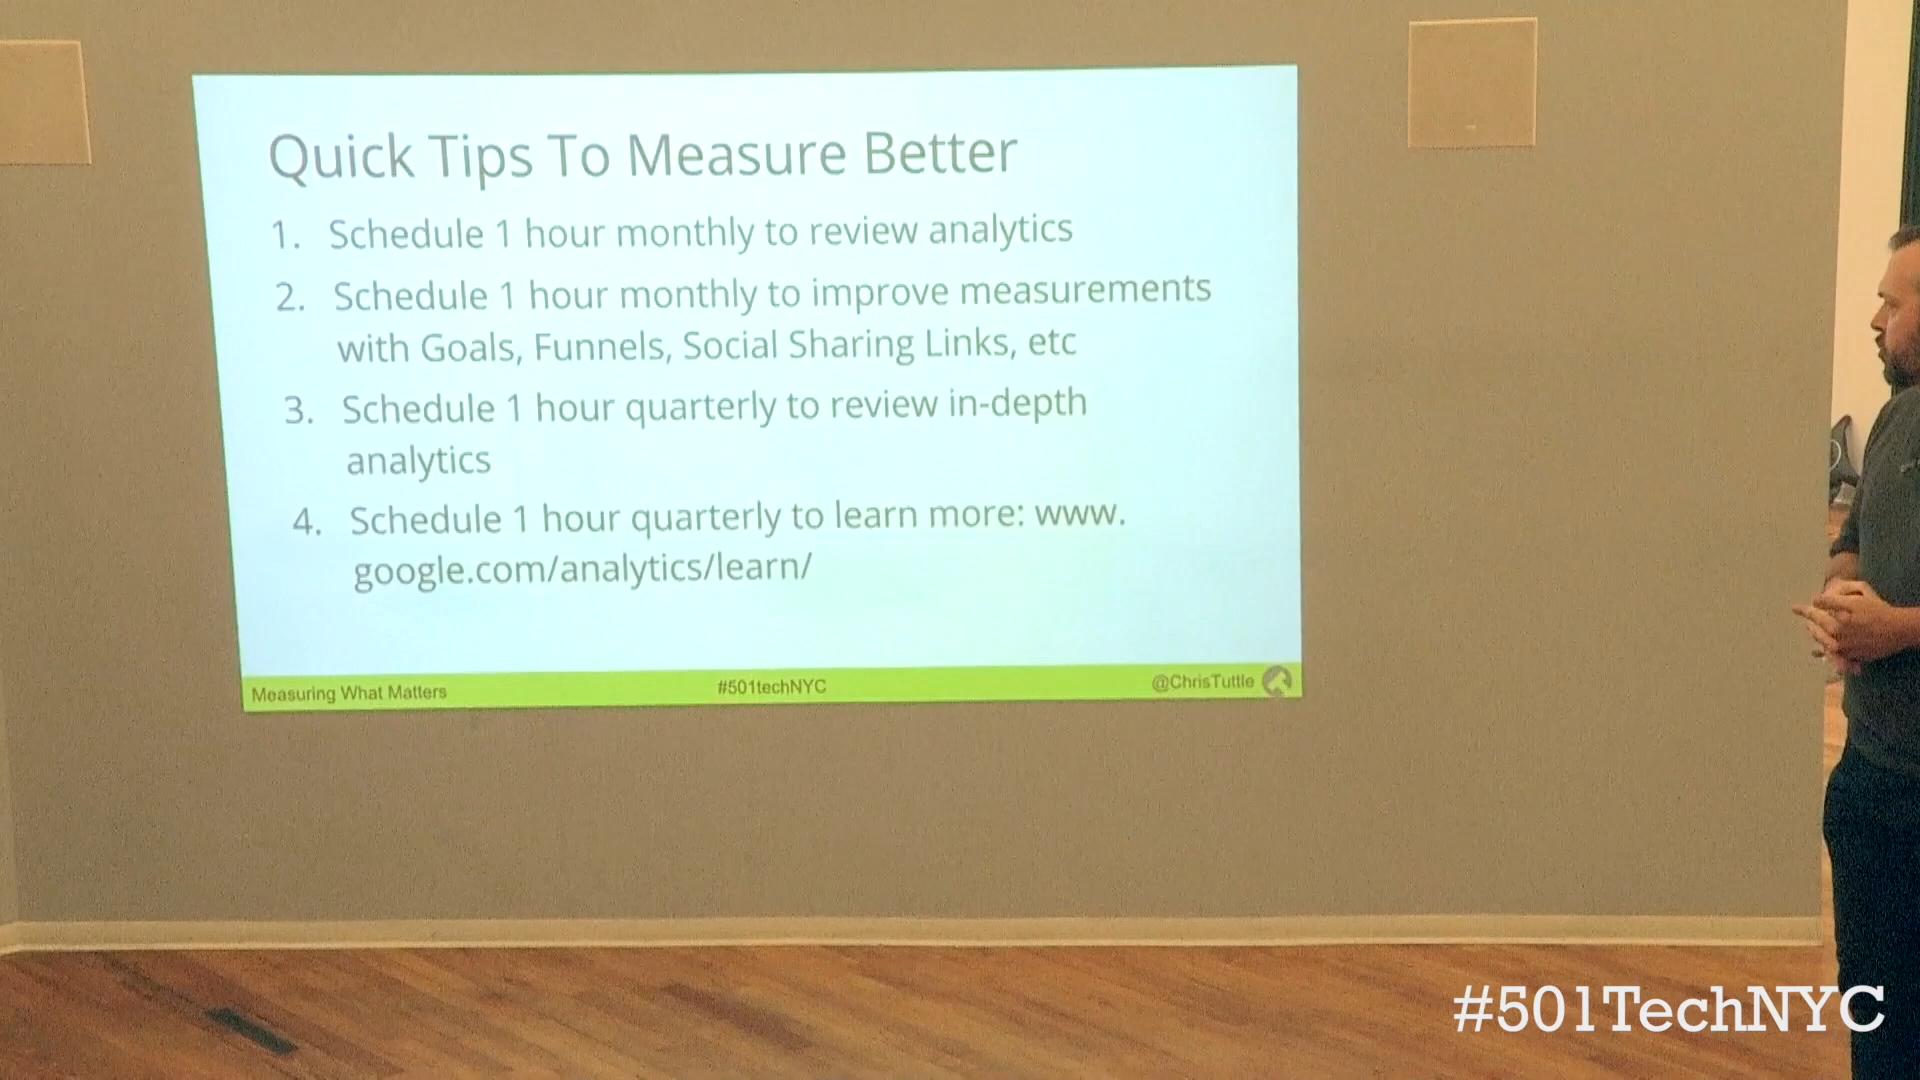 Quick Tips To Measure Better
1. Schedule 1 hour monthly to review analytics
2. Schedule 1 hour monthly to improve measurements
with Goals, Funnels, Social Sharing Links, etc
3. Schedule 1 hour quarterly to review in-depth
analytics
4. Schedule 1 hour quarterly to learn more: www.
google.com/analytics/learn/
Measuring What Matters
#501techNYC
@ChrisTuttle
#501TechNYC